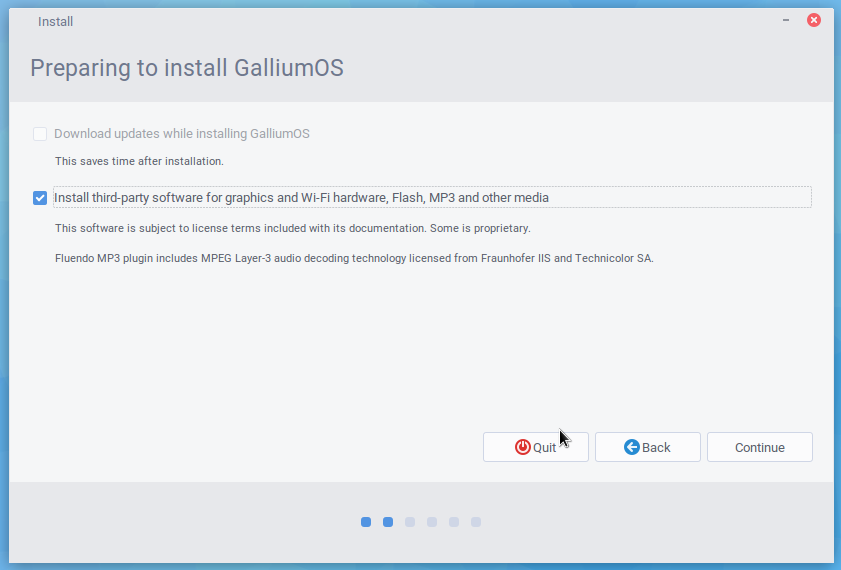 Install
Preparing to install GalliumOS
Download updates while installing GalliumOS
This saves time after installation.
Install third-party software for graphics and Wi-Fi hardware, Flash, MP3 and other media
This software is subject to license terms included with its documentation. Some is proprietary.
Fluendo MP3 plugin includes MPEG Layer-3 audio decoding technology licensed from Fraunhofer IIS and Technicolor SA.
Quit
Back
Continue